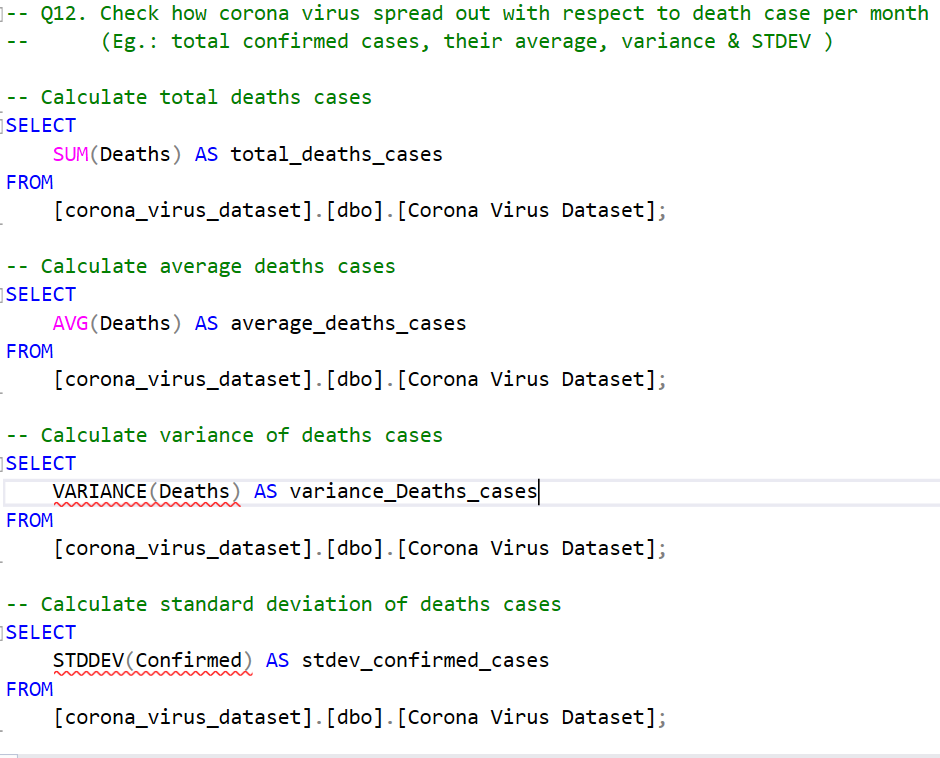 -- Q12. Check how corona virus spread out with respect to death case per month
--      (Eg.: total confirmed cases, their average, variance & STDEV )
-- Calculate total deaths cases
SELECT
    SUM(Deaths) AS total_deaths_cases
FROM
    [corona_virus_dataset].[dbo].[Corona Virus Dataset];
-- Calculate average deaths cases
SELECT
    AVG(Deaths) AS average_deaths_cases
FROM
    [corona_virus_dataset].[dbo].[Corona Virus Dataset];
-- Calculate variance of deaths cases
SELECT
    VARIANCE(Deaths) AS variance_Deaths_cases
FROM
    [corona_virus_dataset].[dbo].[Corona Virus Dataset];
-- Calculate standard deviation of deaths cases
SELECT
    STDDEV(Confirmed) AS stdev_confirmed_cases
FROM
    [corona_virus_dataset].[dbo].[Corona Virus Dataset];